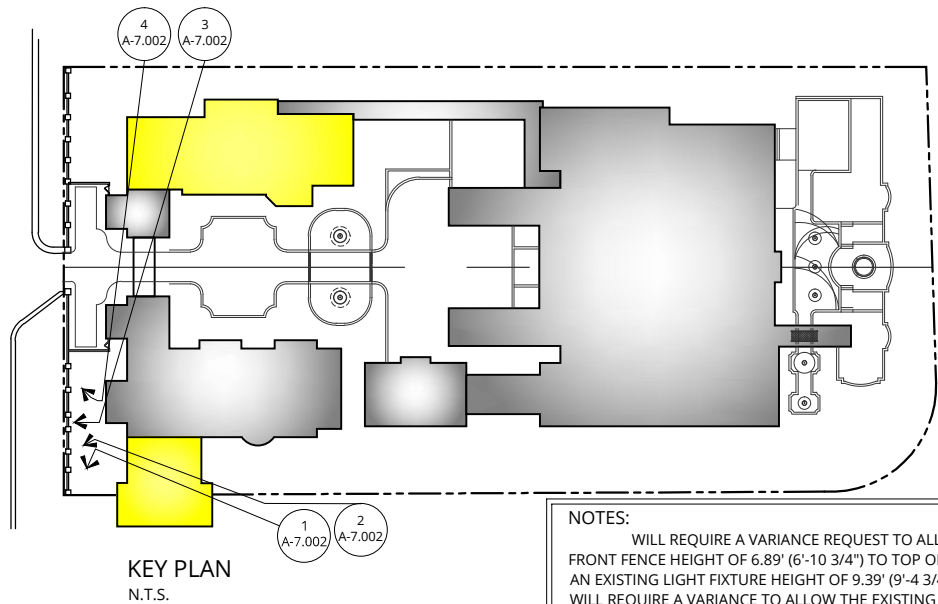 4
A-7.002
3
A-7.002
1
A-7.002
2
A-7.002
KEY PLAN
N.T.S.
NOTES:
WILL REQUIRE A VARIANCE REQUEST TO
FRONT FENCE HEIGHT OF 6.89' (6'-10 3/4") TO TOP
AN EXISTING LIGHT FIXTURE HEIGHT OF 9.39' (9'-4
WILL REQUIRE A VARIANCE TO ALLOW THE EXISTING